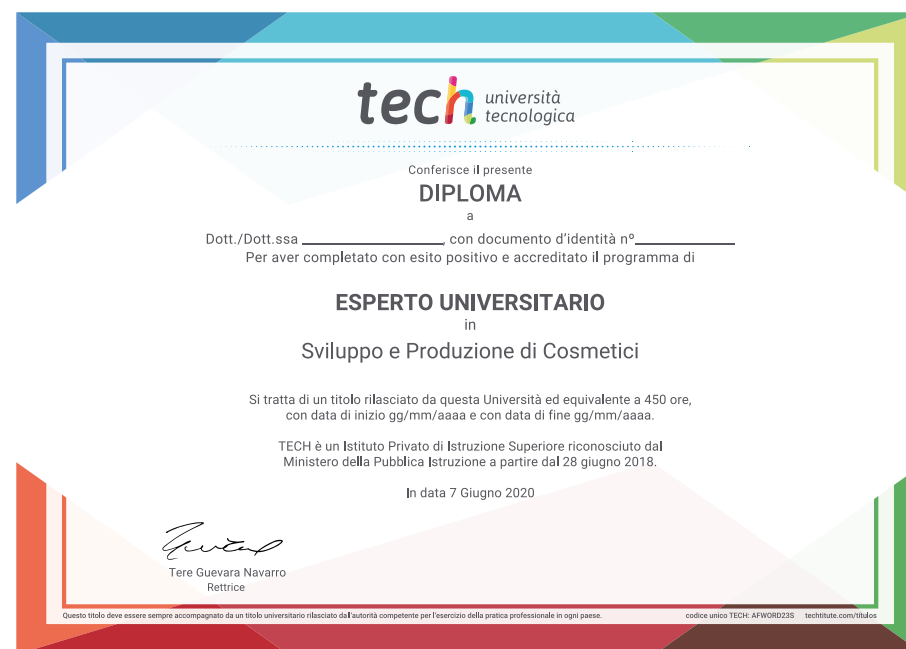 tech università
tecnologica
Conferisce il presente
DIPLOMA
a
Dott./Dott.ssa ____________________, con documento d'identità nº______________
Per aver completato con esito positivo e accreditato il programma di
ESPERTO UNIVERSITARIO
in
Sviluppo e Produzione di Cosmetici
Si tratta di un titolo rilasciato da questa Università ed equivalente a 450 ore,
con data di inizio gg/mm/aaaa e con data di fine gg/mm/aaaa.
TECH è un Istituto Privato di Istruzione Superiore riconosciuto dal
Ministero della Pubblica Istruzione a partire dal 28 giugno 2018.
In data 7 Giugno 2020
Tere Guevara Navarro
Rettrice
Questo titolo deve essere sempre accompagnato da un titolo universitario rilasciato dall'autorità competente per l'esercizio della pratica professionale in ogni paese. codice unico TECH: AFWORD23S techtitute.com/titulos